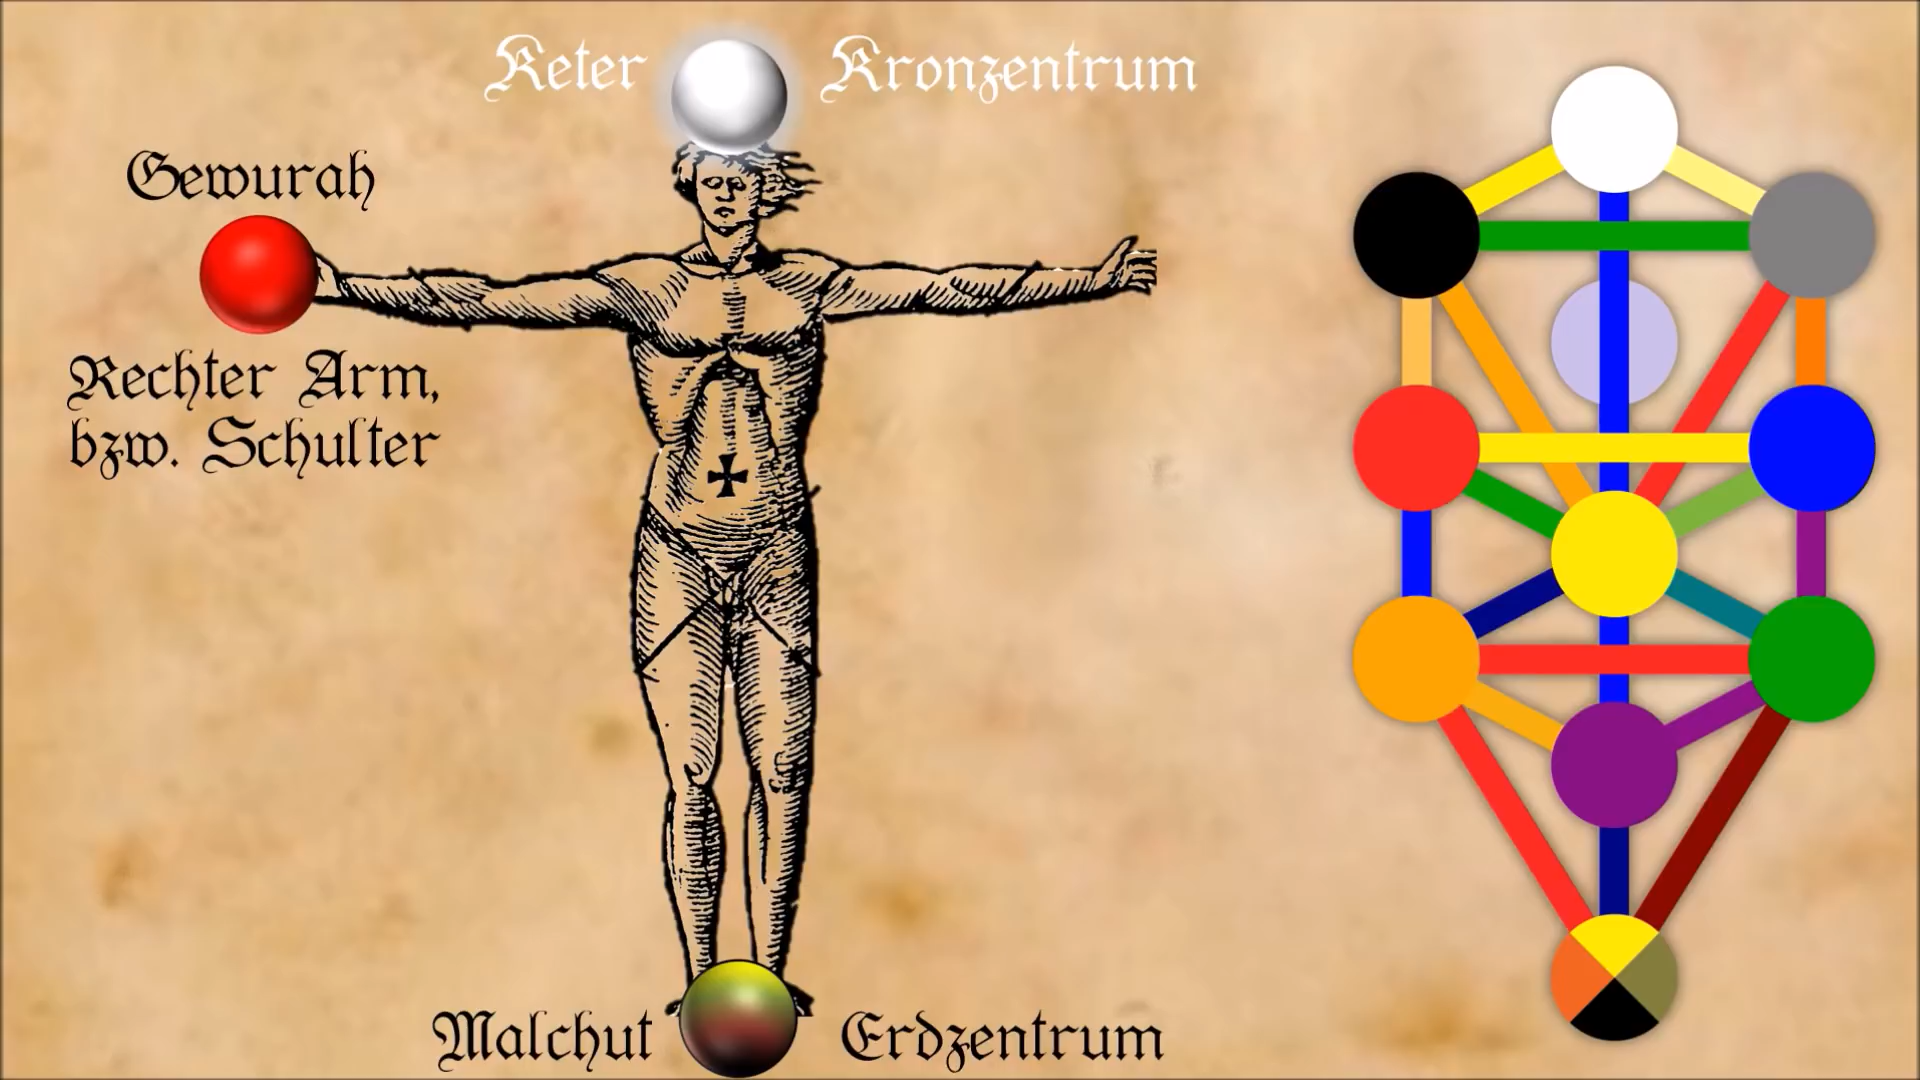 Keter Kronzentrum
Gewurah
Rechter Arm,
bzw. Schulter
Malchut Erdzentrum